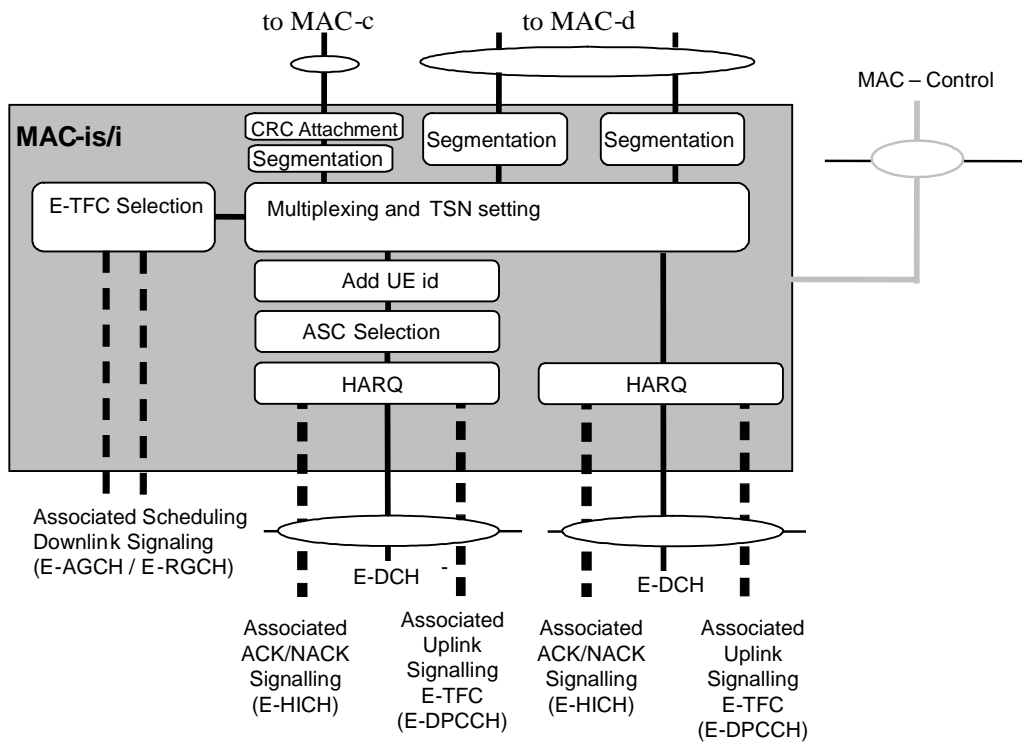 to MAC-c
to MAC-d
MAC – Control
MAC-is/i
CRC Attachment
Segmentation
Segmentation
Segmentation
E-TFC Selection
Multiplexing and TSN setting
Add UE id
ASC Selection
HARQ
HARQ
Associated Scheduling
Downlink Signaling
(E-AGCH / E-RGCH)
E-DCH
-
E-DCH
Associated
ACK/NACK
Signalling
(E-HICH)
Associated
Uplink
Signalling
E-TFC
(E-DPCCH)
Associated
ACK/NACK
Signalling
(E-HICH)
Associated
Uplink
Signalling
E-TFC
(E-DPCCH)